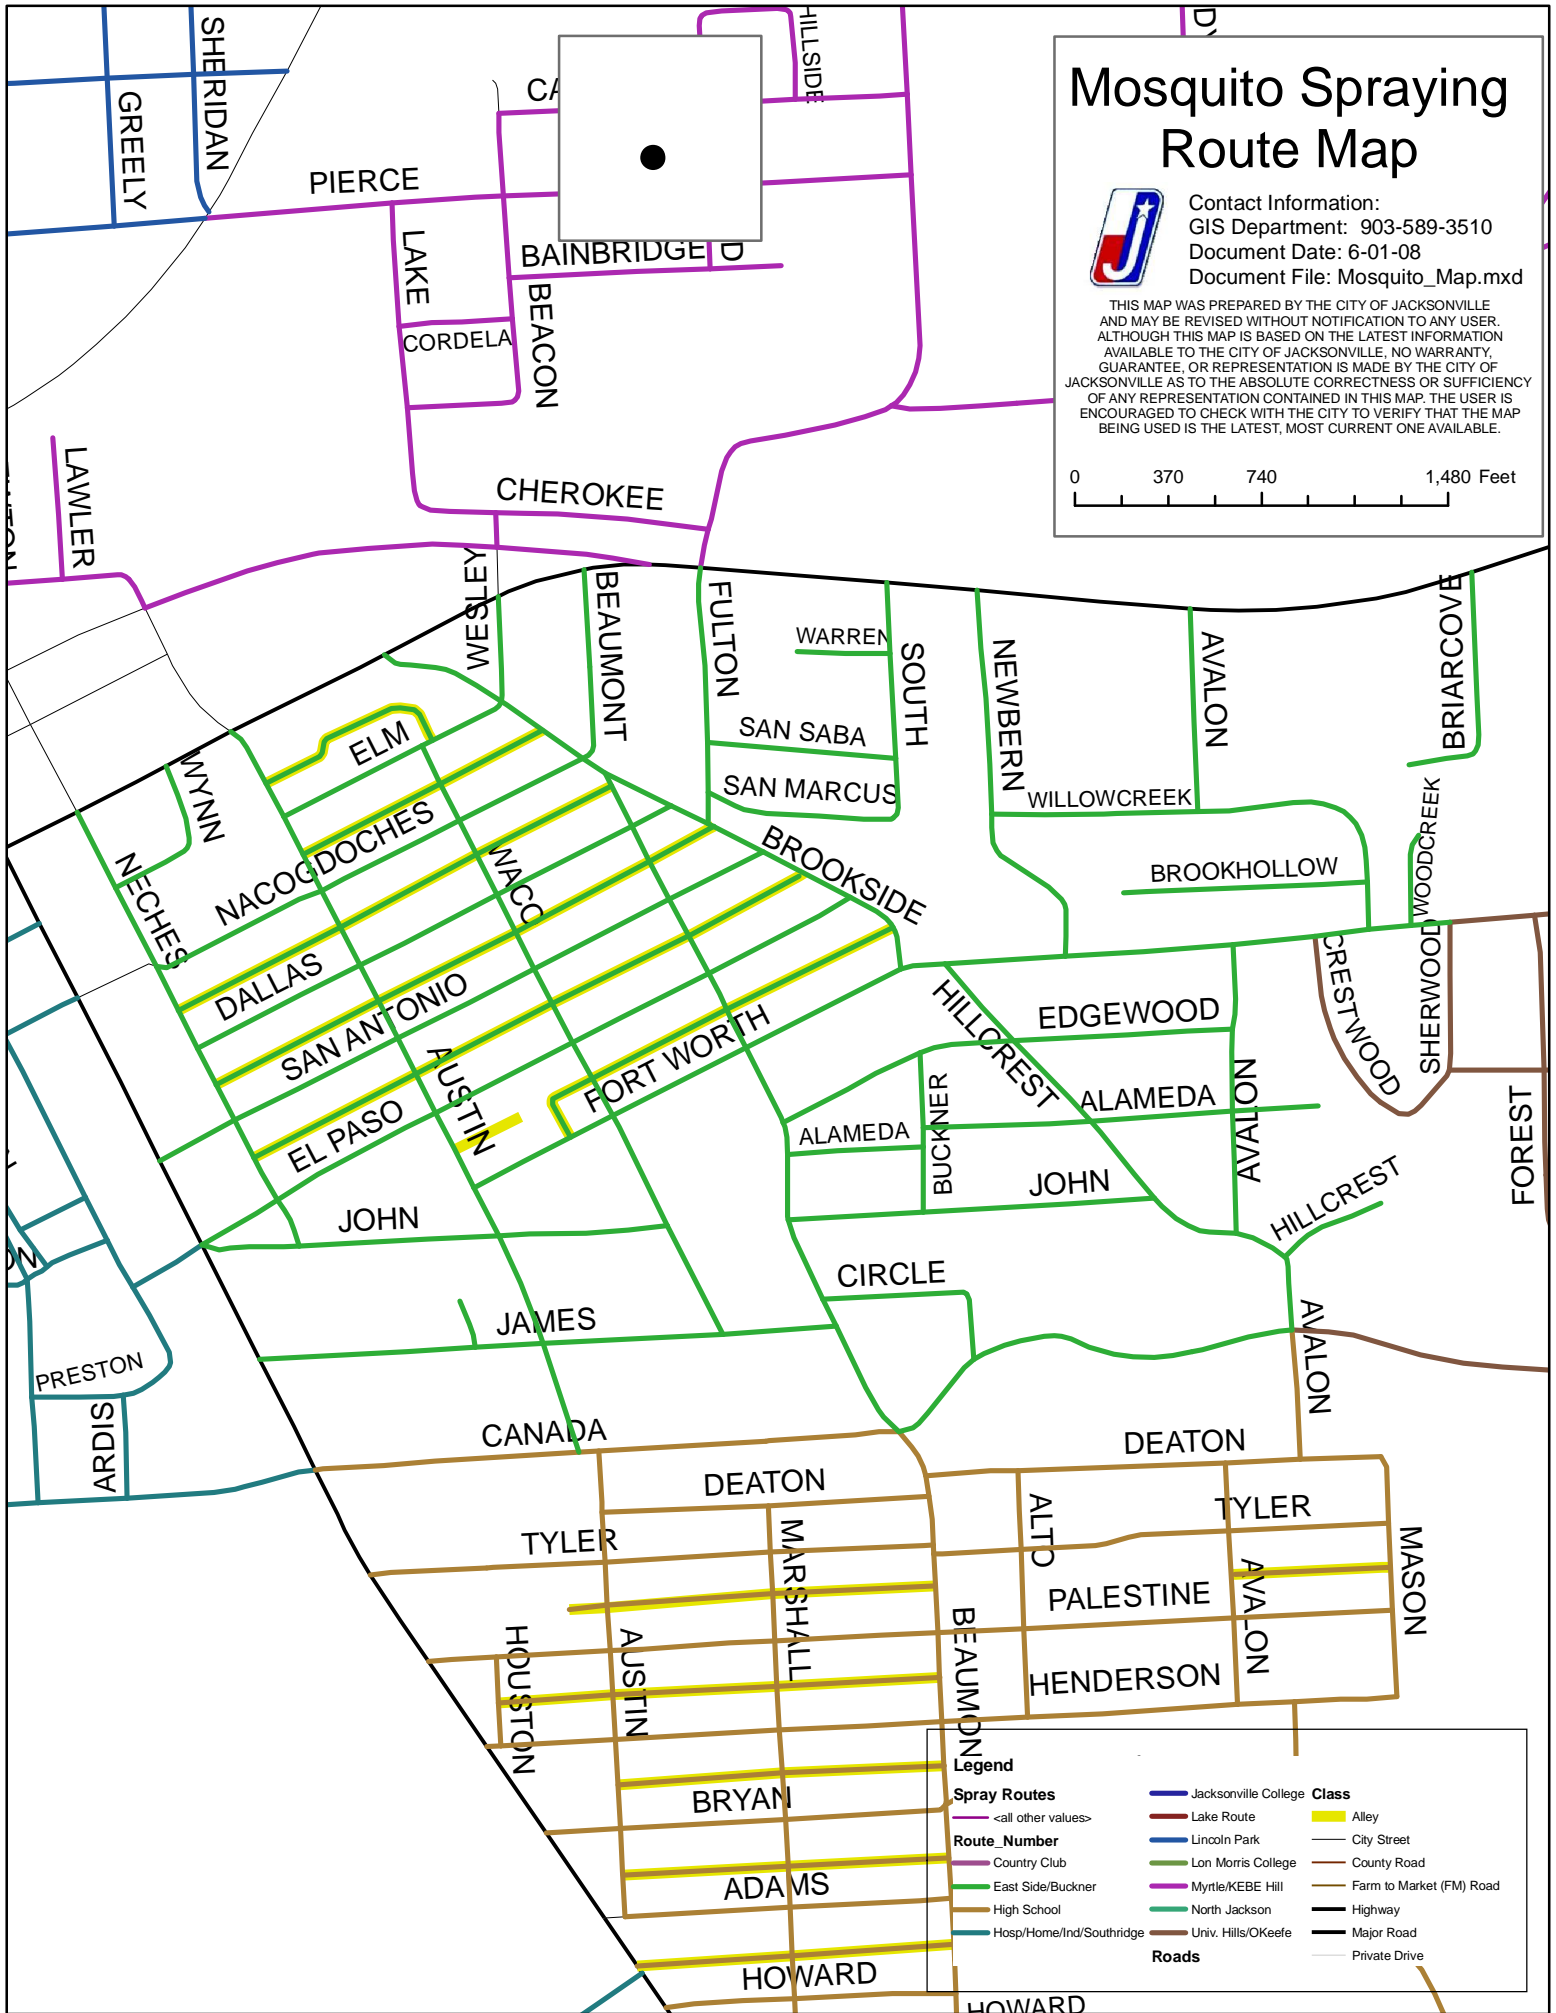 Mosquito Spraying
Route Map
Contact Information:
GIS Department: 903-589-3510
Document Date: 6-01-08
Document File: Mosquito_Map.mxd
THIS MAP WAS PREPARED BY THE CITY OF JACKSONVILLE
AND MAY BE REVISED WITHOUT NOTIFICATION TO ANY USER.
ALTHOUGH THIS MAP IS BASED ON THE LATEST INFORMATION
AVAILABLE TO THE CITY OF JACKSONVILLE, NO WARRANTY,
GUARANTEE, OR REPRESENTATION IS MADE BY THE CITY OF
JACKSONVILLE AS TO THE ABSOLUTE CORRECTNESS OR SUFFICIENCY
OF ANY REPRESENTATION CONTAINED IN THIS MAP. THE USER IS
ENCOURAGED TO CHECK WITH THE CITY TO VERIFY THAT THE MAP
BEING USED IS THE LATEST, MOST CURRENT ONE AVAILABLE.
0 370 740 1,480 Feet
SHERIDAN
GREELY
HILLSIDE
CA
PIERCE
LAKE
BAINBRIDGE
D
BEACON
CORDELA
LAWLER
CHEROKEE
WESLEY
BEAUMONT
FULTON
WARREN
SOUTH
NEWBERN
AVALON
BRIARCOVE
ELM
SAN SABA
SAN MARCUS
WILLOWCREEK
WYNN
NACOGDOCHES
WACO
BROOKSIDE
BROOKHOLLOW
WOODCREEK
NECHES
DALLAS
SAN ANTONIO
HILLCREST
EDGEWOOD
CRESTWOOD
SHERWOOD
AUSTIN
FORT WORTH
EL PASO
BUCKNER
ALAMEDA
ALAMEDA
AVALON
FOREST
JOHN
JOHN
HILLCREST
ON
CIRCLE
JAMES
AVALON
PRESTON
ARDIS
CANADA
DEATON
DEATON
TYLER
TYLER
ALTO
MARSHALL
MASON
PALESTINE
AVALON
HOUSTON
AUSTIN
BEAUMON
HENDERSON
BRYAN
ADAMS
HOWARD
HOWARD
Legend
Spray Routes
<all other values>
Route_Number
Country Club
East Side/Buckner
High School
Hosp/Home/Ind/Southridge
Jacksonville College
Lake Route
Lincoln Park
Lon Morris College
Myrtle/KEBE Hill
North Jackson
Univ. Hills/OKeefe
Roads
Class
Alley
City Street
County Road
Farm to Market (FM) Road
Highway
Major Road
Private Drive